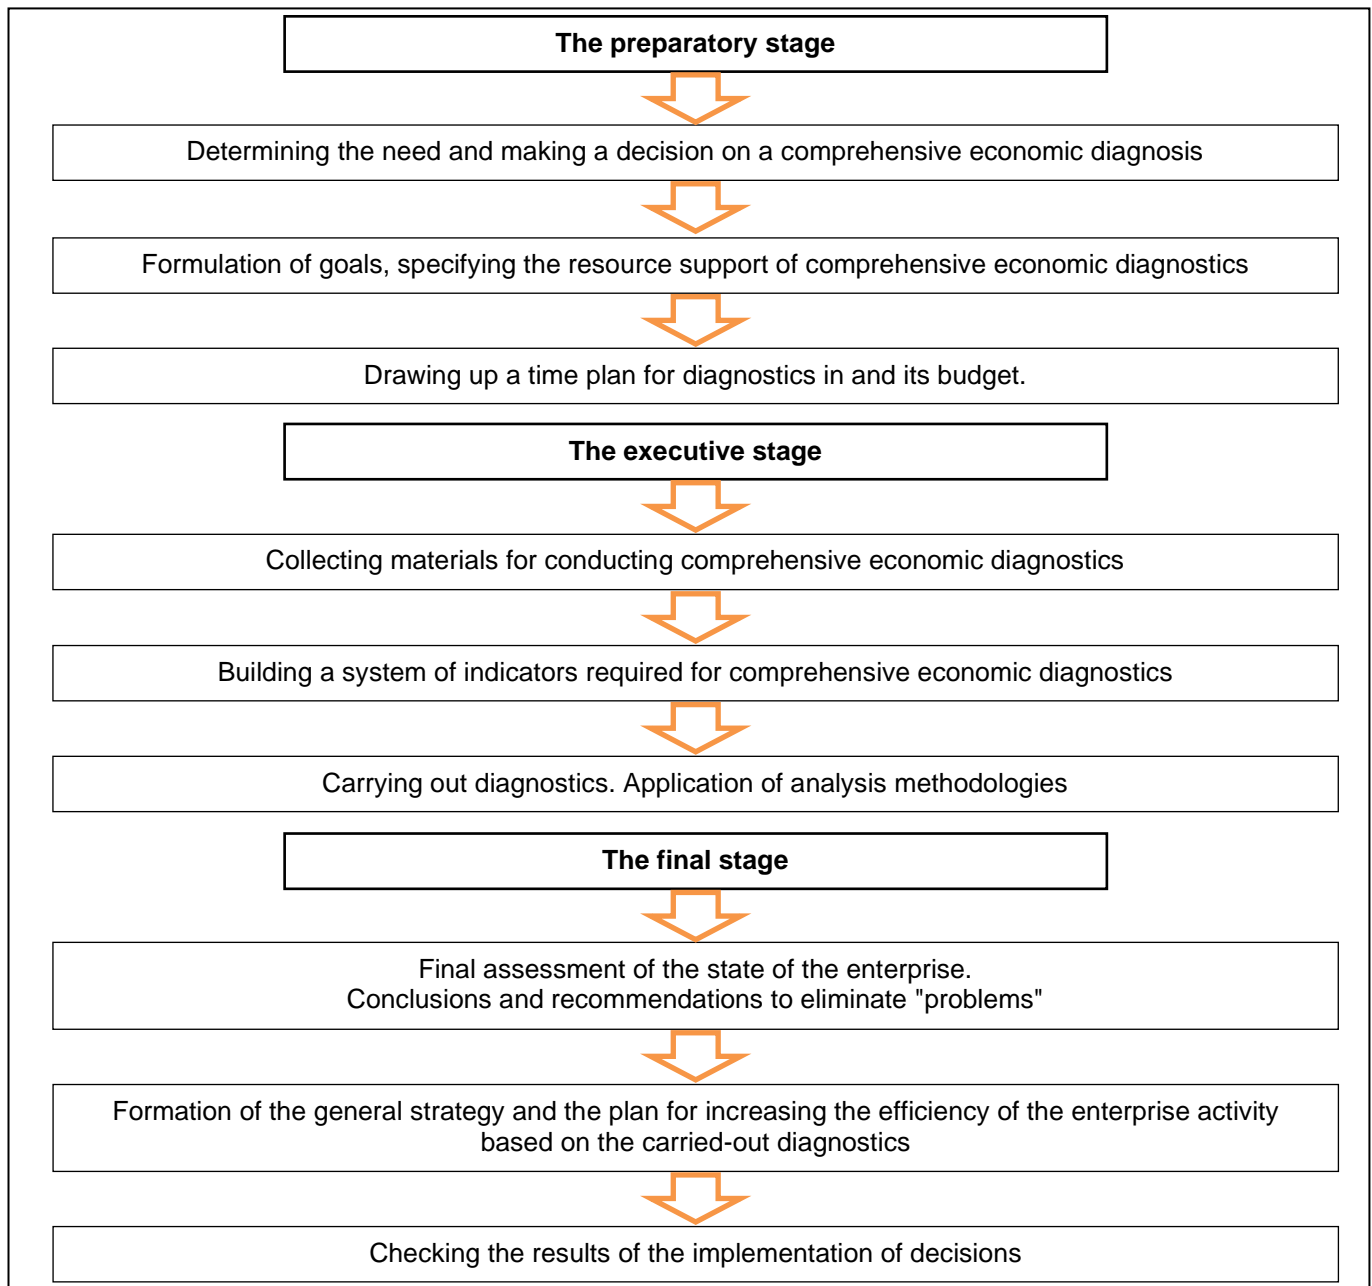 The preparatory stage
Determining the need and making a decision on a comprehensive economic diagnosis
Formulation of goals, specifying the resource support of comprehensive economic diagnostics
Drawing up a time plan for diagnostics in and its budget.
The executive stage
Collecting materials for conducting comprehensive economic diagnostics
Building a system of indicators required for comprehensive economic diagnostics
Carrying out diagnostics. Application of analysis methodologies
The final stage
Final assessment of the state of the enterprise.
Conclusions and recommendations to eliminate "problems"
Formation of the general strategy and the plan for increasing the efficiency of the enterprise activity
based on the carried-out diagnostics
Checking the results of the implementation of decisions